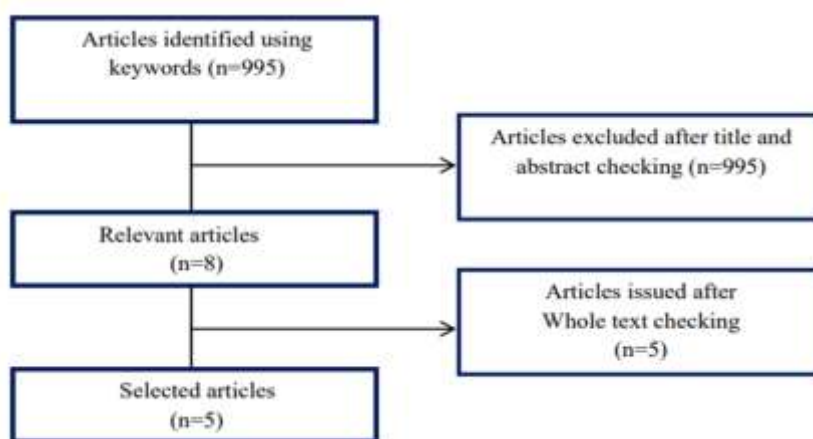 Articles identified using
keywords (n=995)
Articles excluded after title and
abstract checking (n=995)
Relevant articles
(n=8)
Articles issued after
Whole text checking
(n=5)
Selected articles
(n=5)